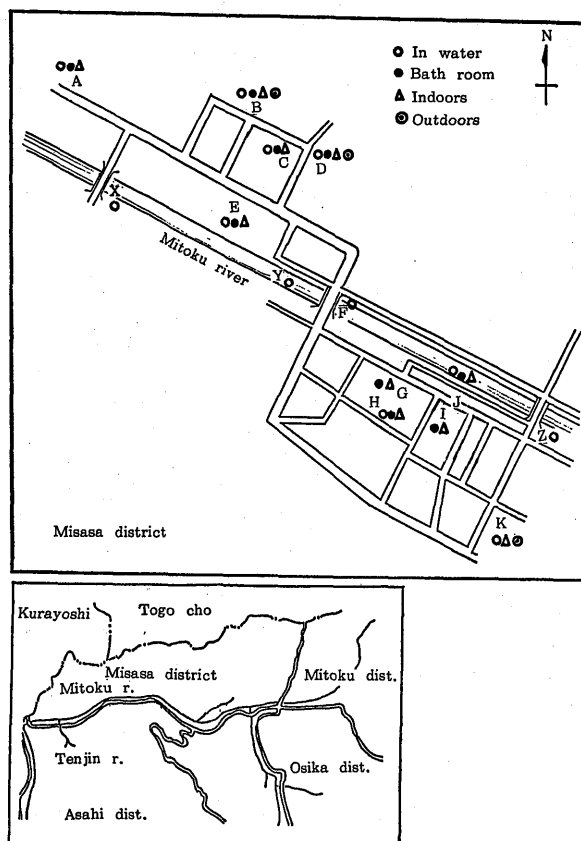 N
In water
Bath room
Indoors
Outdoors
A
B
C
D
E
X
Mitoku river
Y
F
G
H
I
J
Z
K
Misasa district
Kurayoshi
Togo cho
Misasa district
Mitoku r.
Mitoku dist.
Tenjin r.
Osika dist.
Asahi dist.